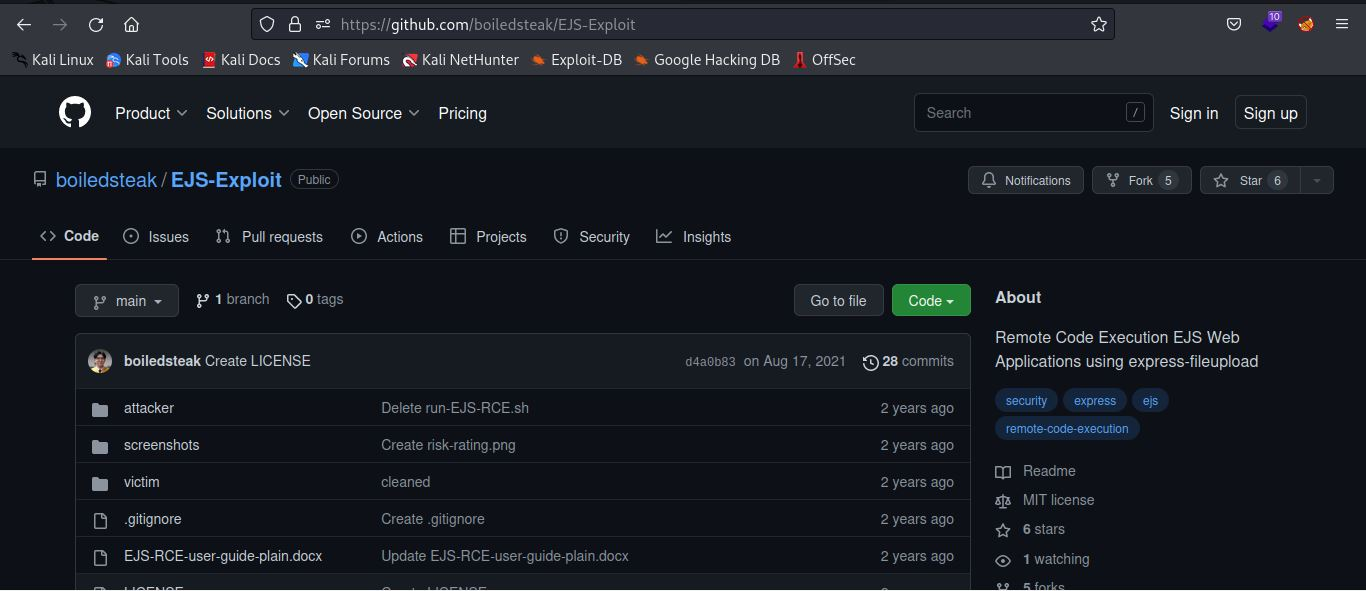 https://github.com/boiledsteak/EJS-Exploit
10
Kali Linux Kali Tools Kali Docs Kali Forums Kali NetHunter Exploit-DB Google Hacking DB OffSec
Product Solutions Open Source Pricing Search / Sign in Sign up
boiledsteak / EJS-Exploit Public Notifications Fork 5 Star 6
Code Issues Pull requests Actions Projects Security Insights
main 1 branch 0 tags Go to file Code
boiledsteak Create LICENSE d4a0b83 on Aug 17, 2021 28 commits
attacker Delete run-EJS-RCE.sh 2 years ago
screenshots Create risk-rating.png 2 years ago
victim cleaned 2 years ago
.gitignore Create .gitignore 2 years ago
EJS-RCE-user-guide-plain.docx Update EJS-RCE-user-guide-plain.docx 2 years ago
LICENSE Create LICENSE
About
Remote Code Execution EJS Web
Applications using express-fileupload
security express ejs
remote-code-execution
Readme
MIT license
6 stars
1 watching
5 forks